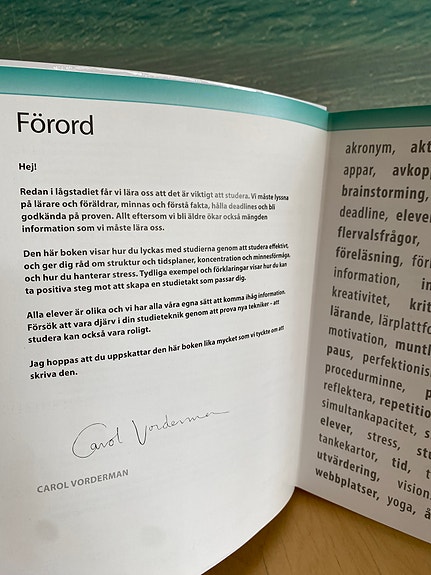 Förord
Hej!
Redan i lågstadiet får vi lära oss att det är viktigt att studera. Vi måste lyssna
på lärare och föräldrar, minnas och förstå fakta, hålla deadlines och bli
godkända på proven. Allt eftersom vi bli äldre ökar också mängden
information som vi måste lära oss.
Den här boken visar hur du lyckas med studierna genom att studera effektivt,
och ger dig råd om struktur och tidsplaner, koncentration och minnesförmåga,
och hur du hanterar stress. Tydliga exempel och förklaringar visar hur du kan
ta positiva steg mot att skapa en studietakt som passar dig.
Alla elever är olika och vi har alla våra egna sätt att komma ihåg information.
Försök att vara djärv i din studieteknik genom att prova nya tekniker – att
studera kan också vara roligt.
Jag hoppas att du uppskattar den här boken lika mycket som vi tyckte om att
skriva den.
Carol Vorderman
CAROL VORDERMAN
akronym,
appar,
brainstorming,
deadline,
flervalsfrågor,
föreläsning,
information,
kreativitet,
lärande,
motivation,
paus,
procedurminne,
reflektera,
simultankapacitet,
elever, stress,
tankekartor, tid,
utvärdering,
webbplatser, yoga,